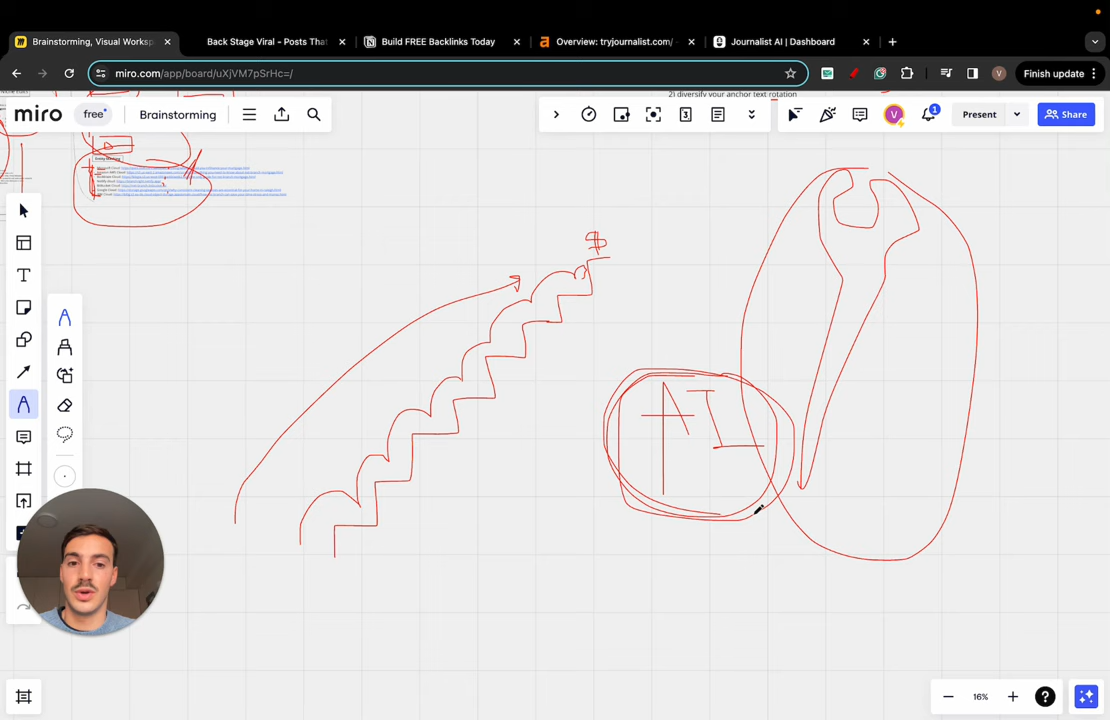 Brainstorming, Visual Worksp
Back Stage Viral - Posts That
Build FREE Backlinks Today
Overview: tryjournalist.com/
Journalist AI | Dashboard
miro.com/app/board/uXjVM7pSrHc=/
V
Finish update
miro
free
Brainstorming
3
V
1
Present
Share
2) diversify your anchor text rotation
T
$
AI
16%
?